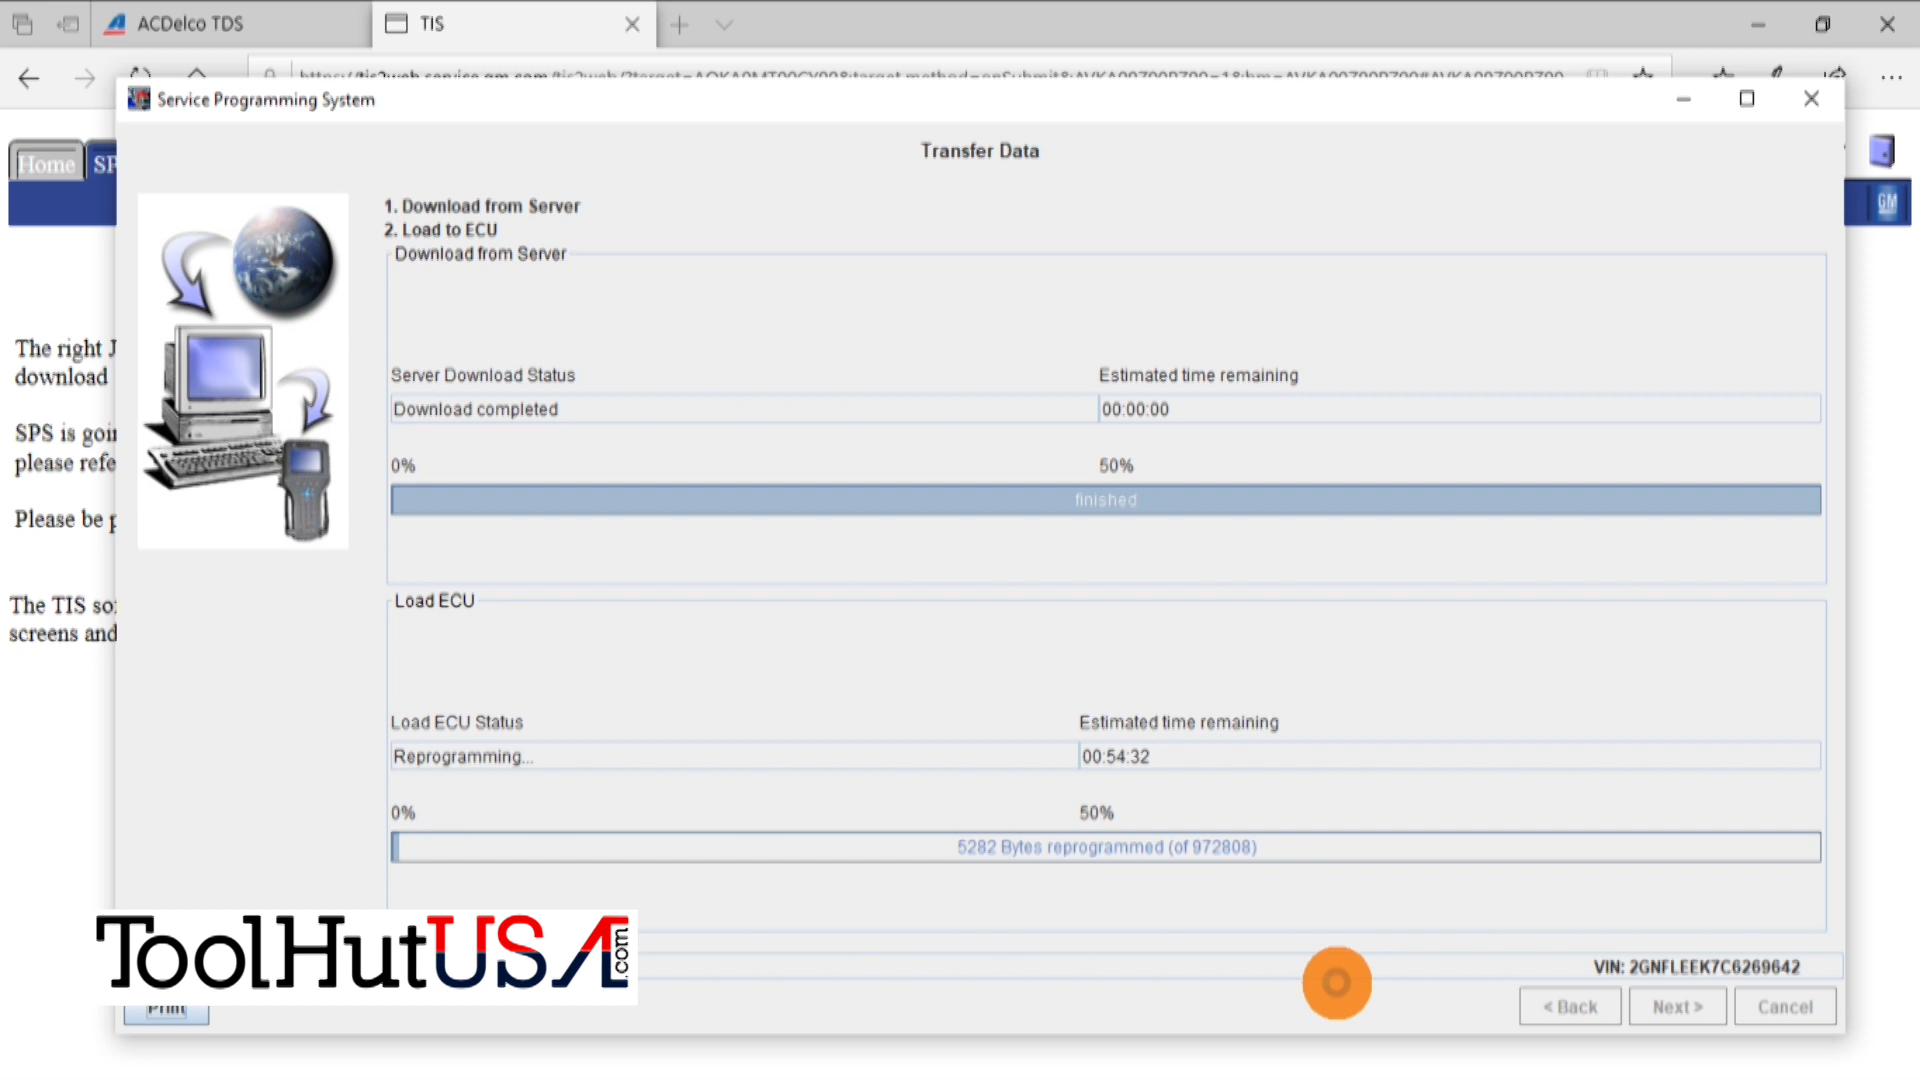 ACDelco TDS
TIS
Service Programming System
Home
Transfer Data
1. Download from Server
2. Load to ECU
Download from Server
GM
The right
download
Server Download Status
Estimated time remaining
Download completed
00:00:00
SPS is
please
0%
50%
finished
Please be
Load ECU
The TIS
screens and
Load ECU Status
Estimated time remaining
Reprogramming...
00:54:32
0%
50%
5282 Bytes reprogrammed (of 972808)
ToolHutUSA.com
VIN: 2GNFLEEK7C6269642
Print
< Back
Next >
Cancel